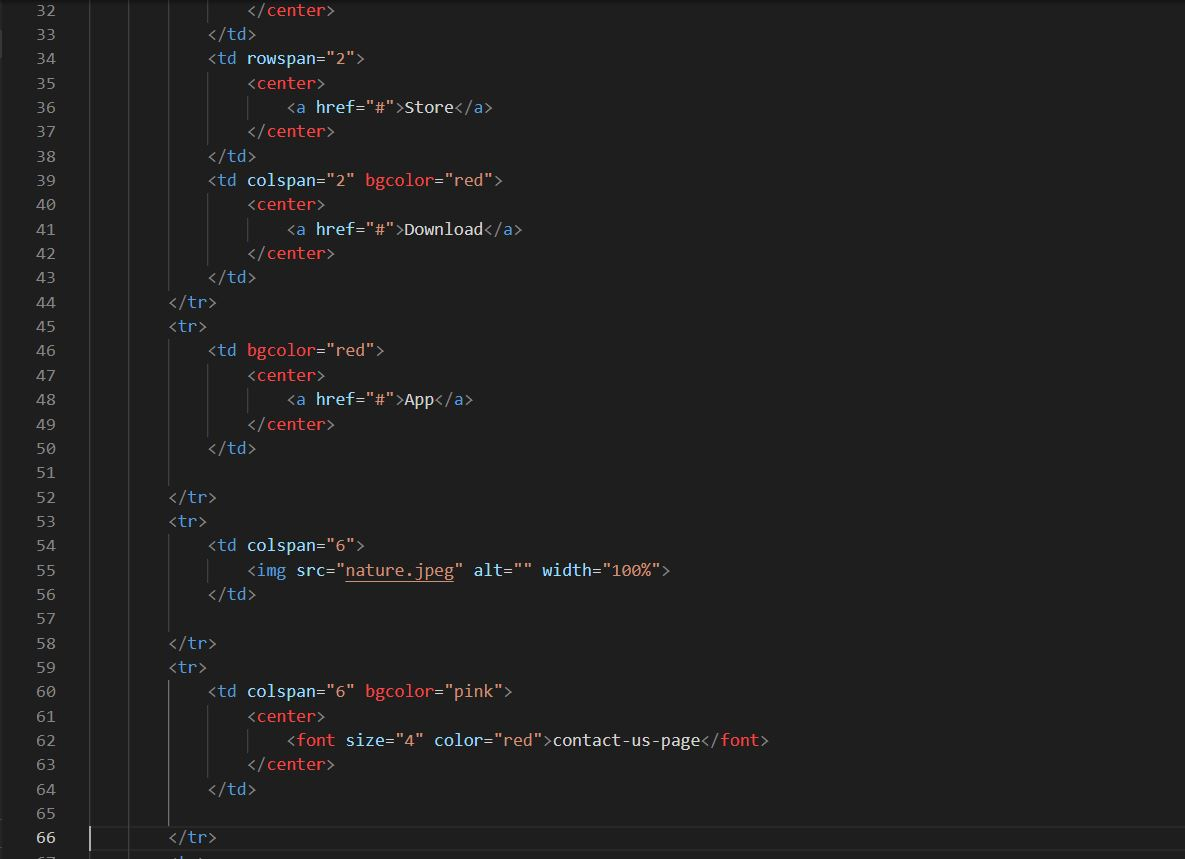 32 </center>
33 </td>
34 <td rowspan="2">
35 <center>
36 <a href="#">Store</a>
37 </center>
38 </td>
39 <td colspan="2" bgcolor="red">
40 <center>
41 <a href="#">Download</a>
42 </center>
43 </td>
44 </tr>
45 <tr>
46 <td bgcolor="red">
47 <center>
48 <a href="#">App</a>
49 </center>
50 </td>
51
52 </tr>
53 <tr>
54 <td colspan="6">
55 <img src="nature.jpeg" alt="" width="100%">
56 </td>
57
58 </tr>
59 <tr>
60 <td colspan="6" bgcolor="pink">
61 <center>
62 <font size="4" color="red">contact-us-page</font>
63 </center>
64 </td>
65
66 </tr>